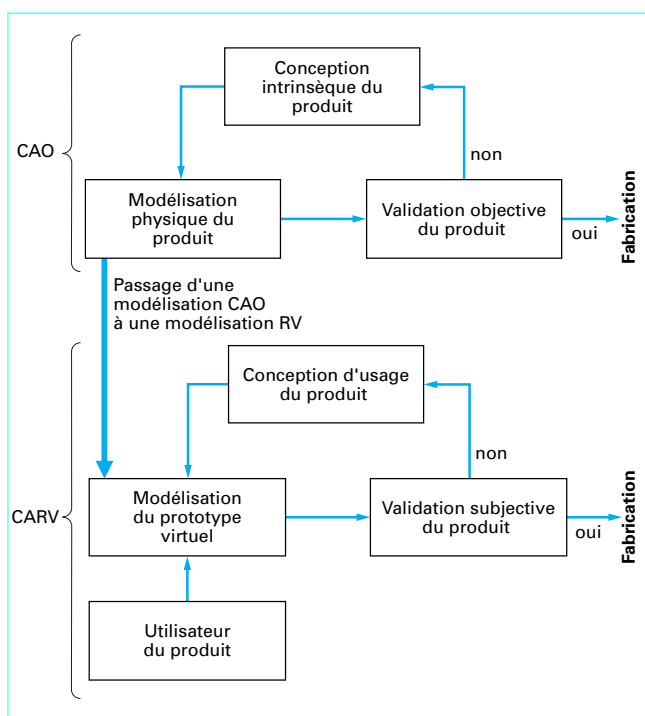 Conception
intrinsèque du
produit
CAO
non
Modélisation
physique du
produit
Validation objective
du produit
oui
Fabrication
Passage d'une
modélisation CAO
à une modélisation RV
Conception d'usage
du produit
non
CARV
Modélisation
du prototype
virtuel
Validation subjective
du produit
oui
Fabrication
Utilisateur
du produit